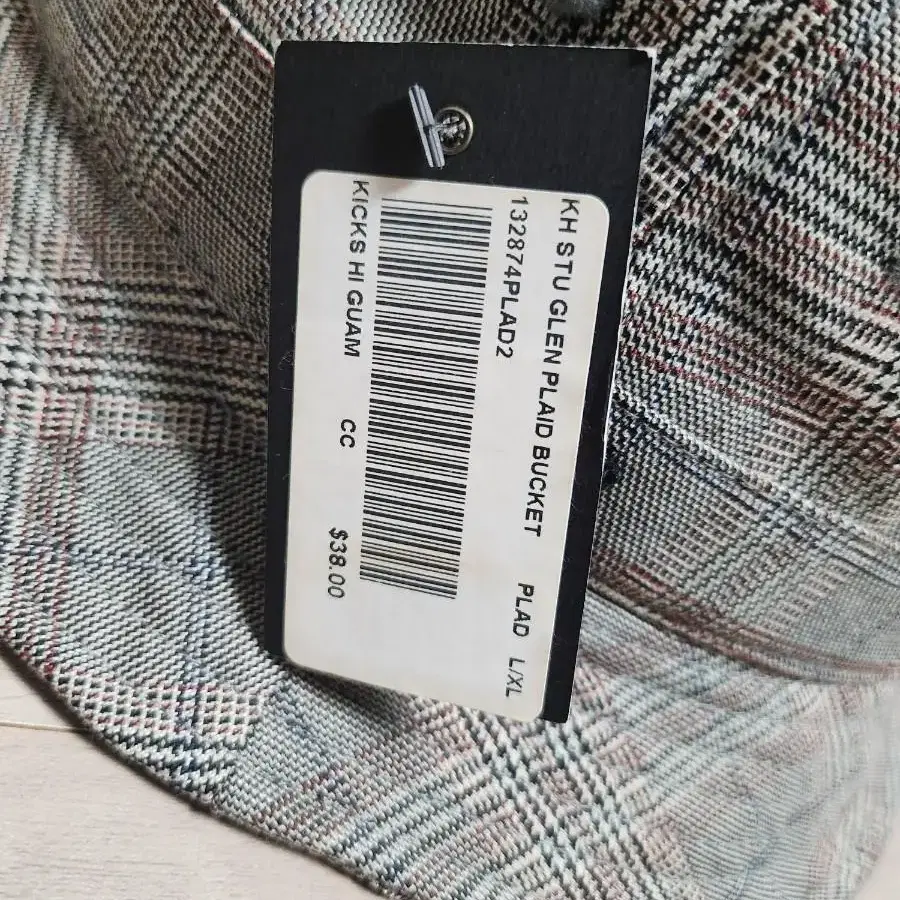 KH STU GLEN PLAID BUCKET PLAD L/XL
132874PLAD2
KICKS HI GUAM CC $38.00